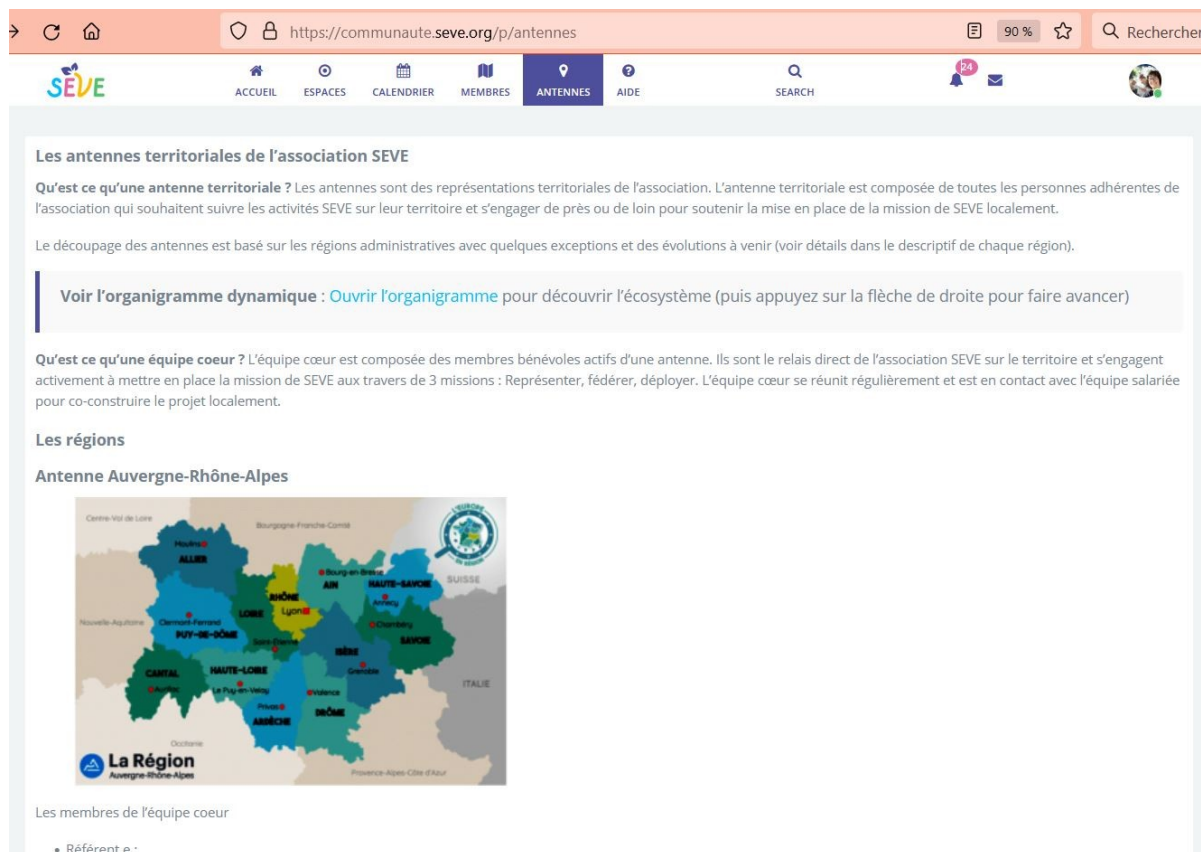 https://communaute.seve.org/p/antennes
90 %
Rechercher
SEVE
ACCUEIL
ESPACES
CALENDRIER
MEMBRES
ANTENNES
AIDE
SEARCH
24
Les antennes territoriales de l'association SEVE
Qu'est ce qu'une antenne territoriale ? Les antennes sont des représentations territoriales de l'association. L'antenne territoriale est composée de toutes les personnes adhérentes de
l'association qui souhaitent suivre les activités SEVE sur leur territoire et s'engager de près ou de loin pour soutenir la mise en place de la mission de SEVE localement.
Le découpage des antennes est basé sur les régions administratives avec quelques exceptions et des évolutions à venir (voir détails dans le descriptif de chaque région).
Voir l'organigramme dynamique : Ouvrir l'organigramme pour découvrir l'écosystème (puis appuyez sur la flèche de droite pour faire avancer)
Qu'est ce qu'une équipe coeur ? L'équipe cœur est composée des membres bénévoles actifs d'une antenne. Ils sont le relais direct de l'association SEVE sur le territoire et s'engagent
activement à mettre en place la mission de SEVE aux travers de 3 missions : Représenter, fédérer, déployer. L'équipe cœur se réunit régulièrement et est en contact avec l'équipe salariée
pour co-construire le projet localement.
Les régions
Antenne Auvergne-Rhône-Alpes
Centre-Val de Loire
Bourgogne-Franche-Comté
L'EUROPE
EN RÉGION
Moulins
ALLIER
Bourg-en-Bresse
AIN
HAUTE-SAVOIE
SUISSE
RHÔNE
Annecy
LOIRE
Lyon
Nouvelle-Aquitaine
Clermont-Ferrand
Chambéry
PUY-DE-DÔME
Saint-Etienne
SAVOIE
ISÈRE
CANTAL
HAUTE-LOIRE
Grenoble
Aurillac
Le Puy-en-Velay
Valence
ITALIE
Privas
DRÔME
ARDÈCHE
Occitanie
La Région
Auvergne-Rhône-Alpes
Provence-Alpes-Côte d'Azur
Les membres de l'équipe coeur
• Référent.e :